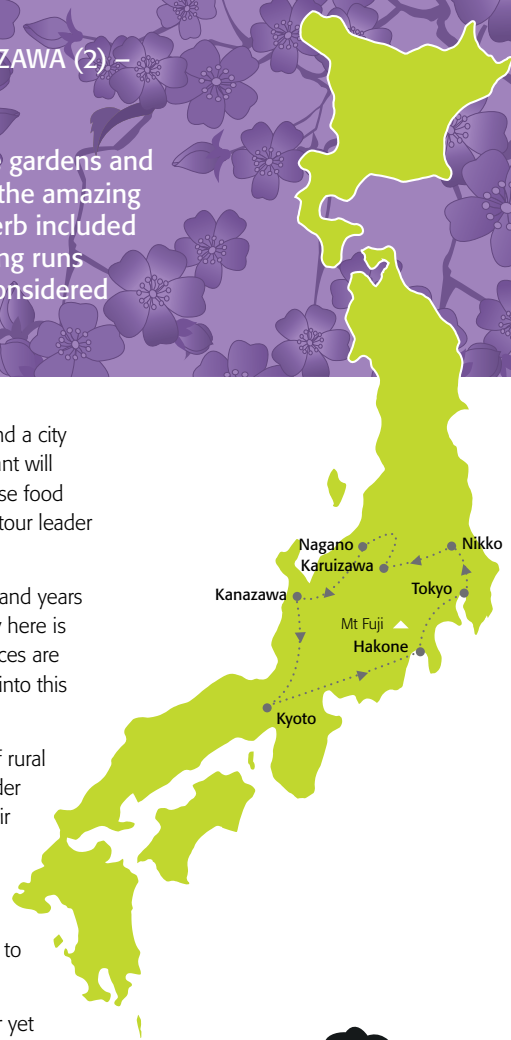 ZAWA (2) –
gardens and
the amazing
erb included
ng runs
onsidered
nd a city
ant will
se food
tour leader
and years
here is
ces are
into this
f rural
der
ir
to
yet
Nagano
Nikko
Karuizawa
Kanazawa
Tokyo
Mt Fuji
Hakone
Kyoto